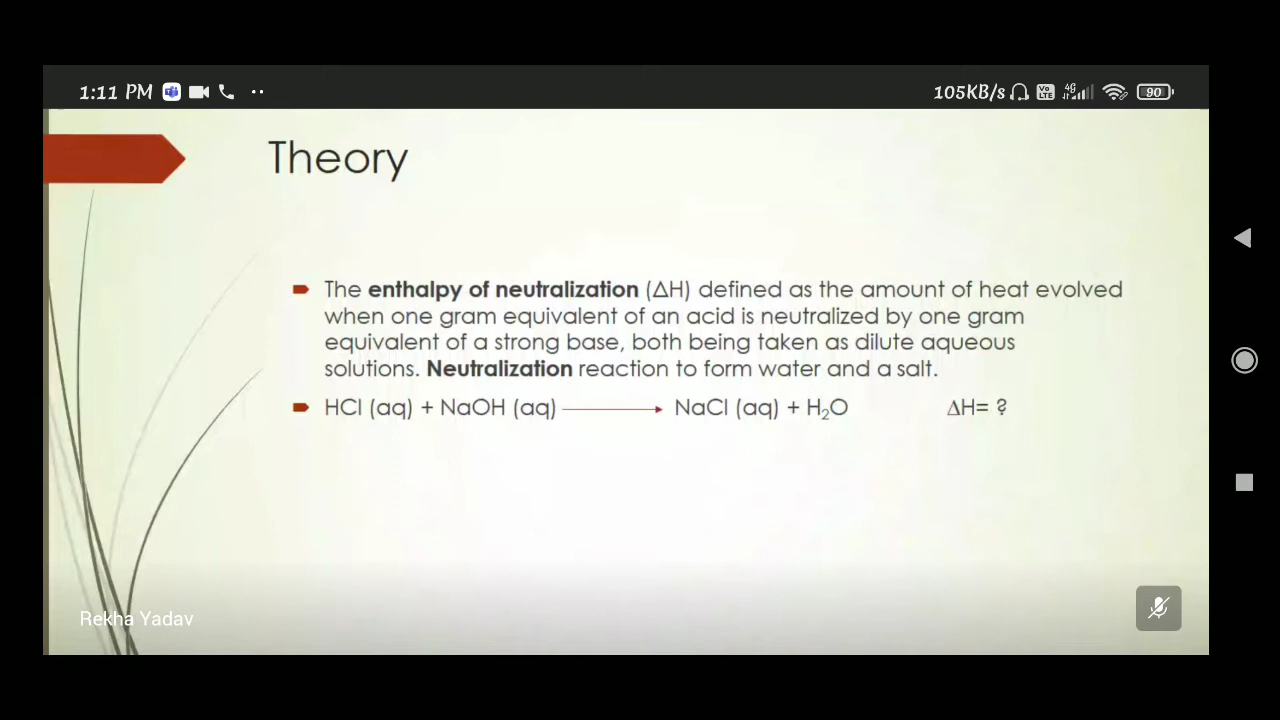 1:11 PM
105KB/s
Vo LTE
4G
90
Theory
The enthalpy of neutralization (ΔH) defined as the amount of heat evolved
when one gram equivalent of an acid is neutralized by one gram
equivalent of a strong base, both being taken as dilute aqueous
solutions. Neutralization reaction to form water and a salt.
HCl (aq) + NaOH (aq) ⟶ NaCl (aq) + H₂O ΔH= ?
Rekha Yadav